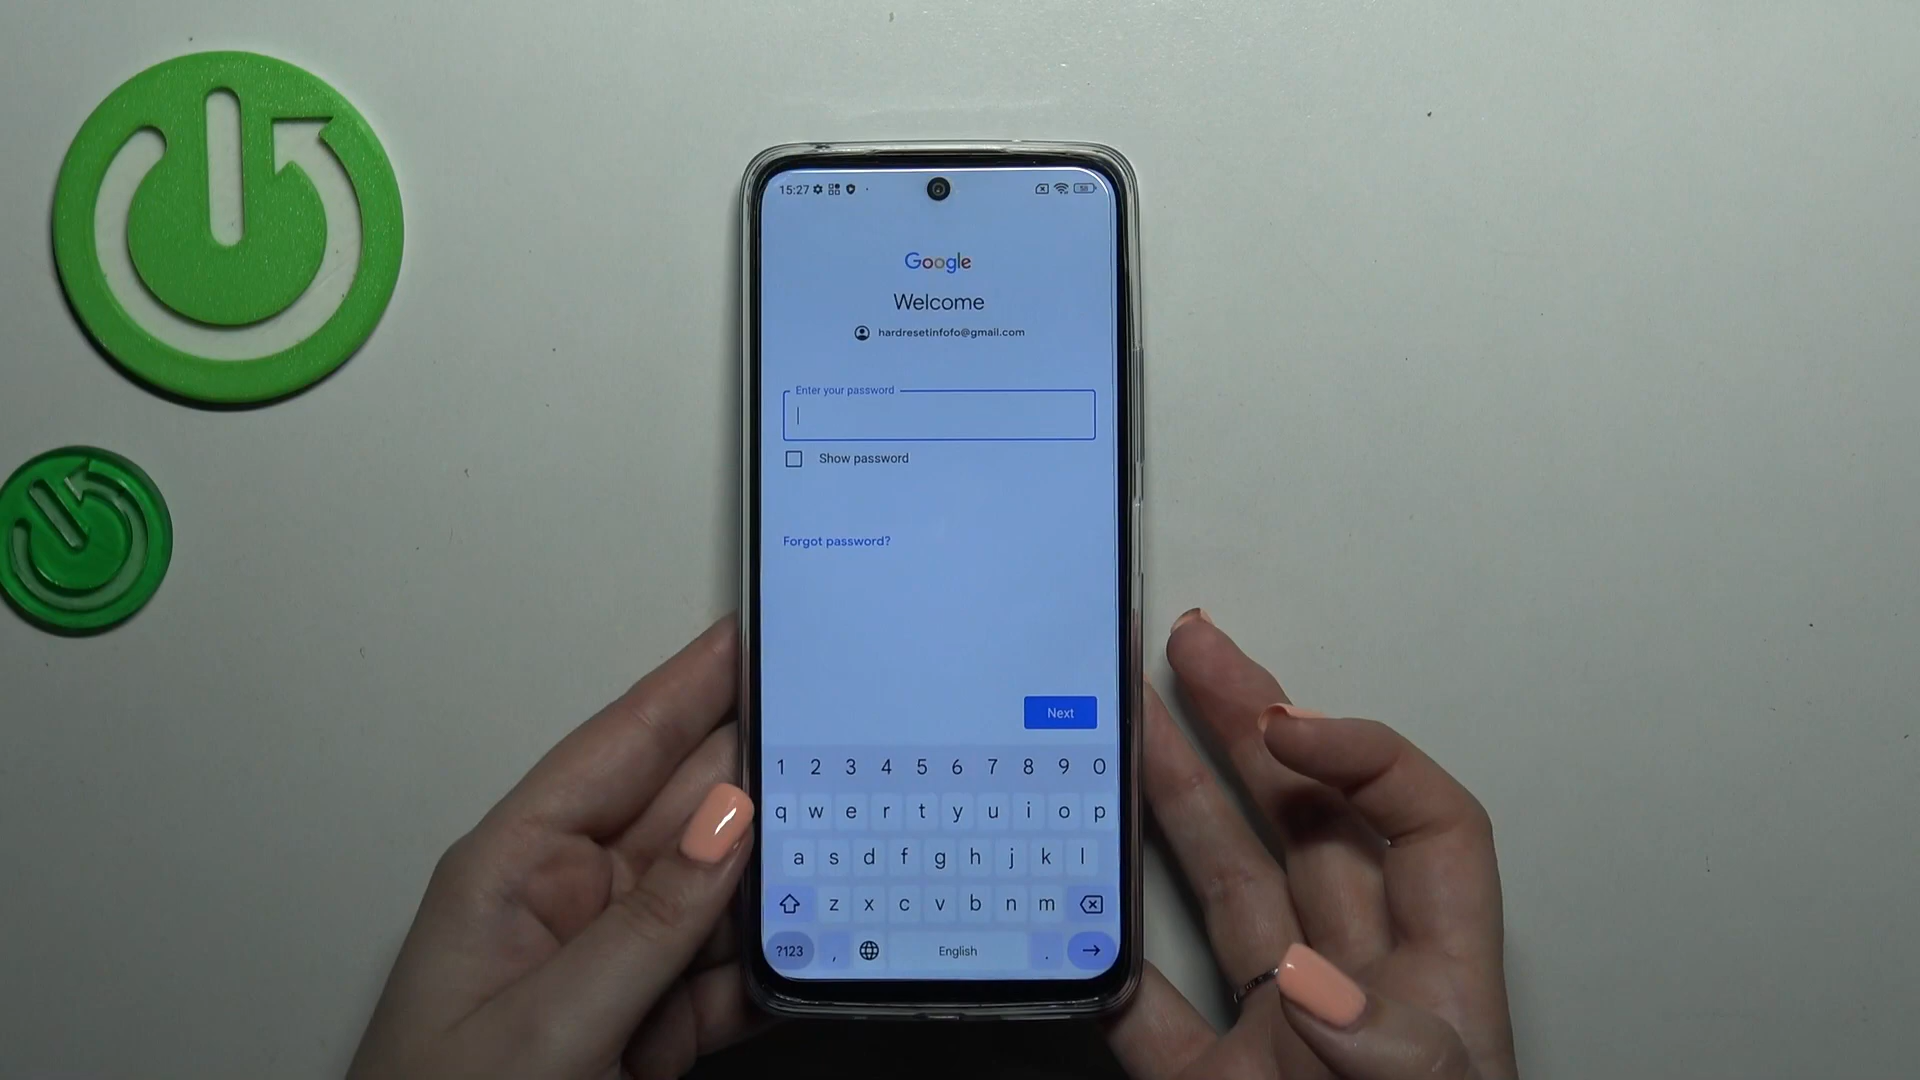 15:27
58
Google
Welcome
hardresetinfofo@gmail.com
Enter your password
Show password
Forgot password?
Next
1 2 3 4 5 6 7 8 9 0
q w e r t y u i o p
a s d f g h j k l
z x c v b n m
?123 , English .